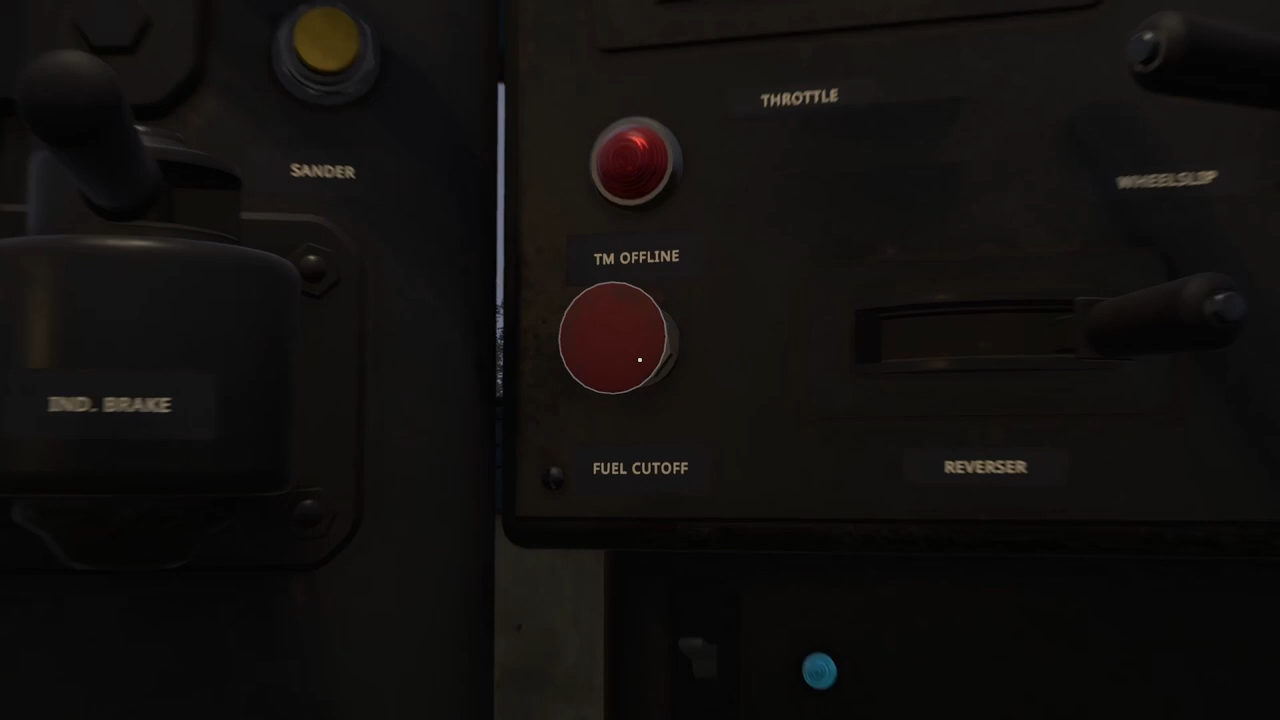 THROTTLE
SANDER
WHEELSLIP
TM OFFLINE
IND. BRAKE
FUEL CUTOFF
REVERSER